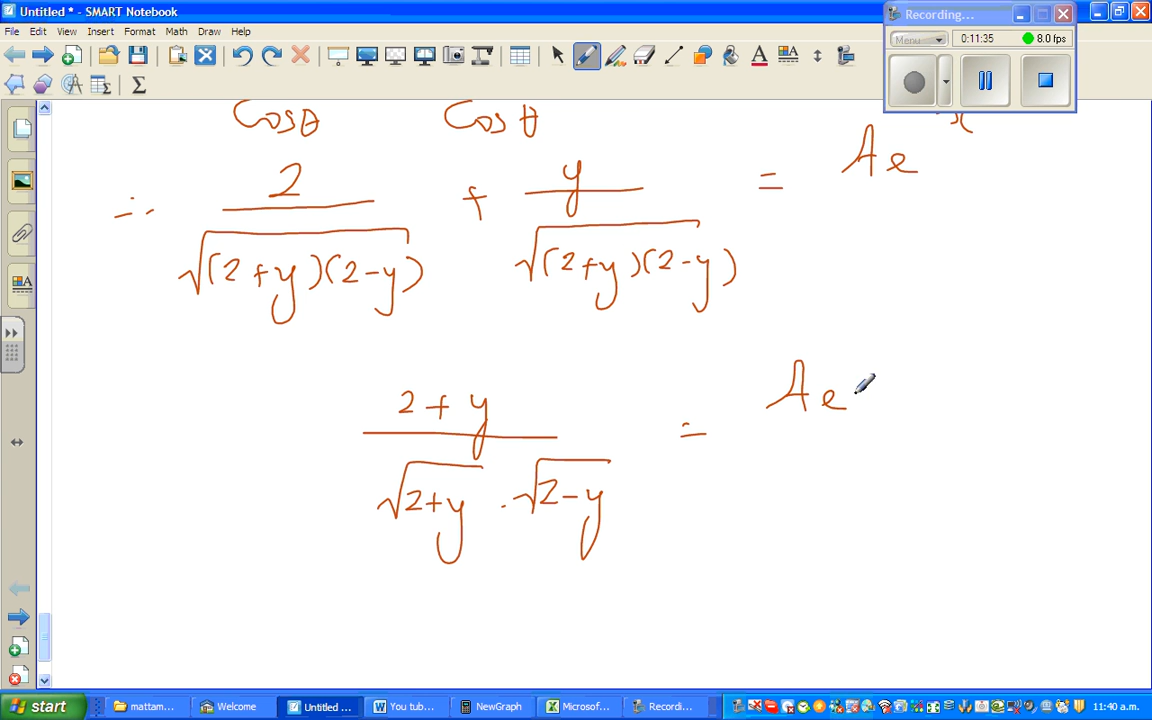 Untitled * - SMART Notebook
Recording...
File Edit View Insert Format Math Draw Help
Menu 0:11:35 8.0 fps
Cosθ Cosθ
∴ 2/√((2+y)(2-y)) + y/√((2+y)(2-y)) = Ae^x
(2+y)/(√(2+y) . √(2-y)) = Ae
start mattam... Welcome Untitled ... You tub... NewGraph Microsof... Recordi... 11:40 a.m.